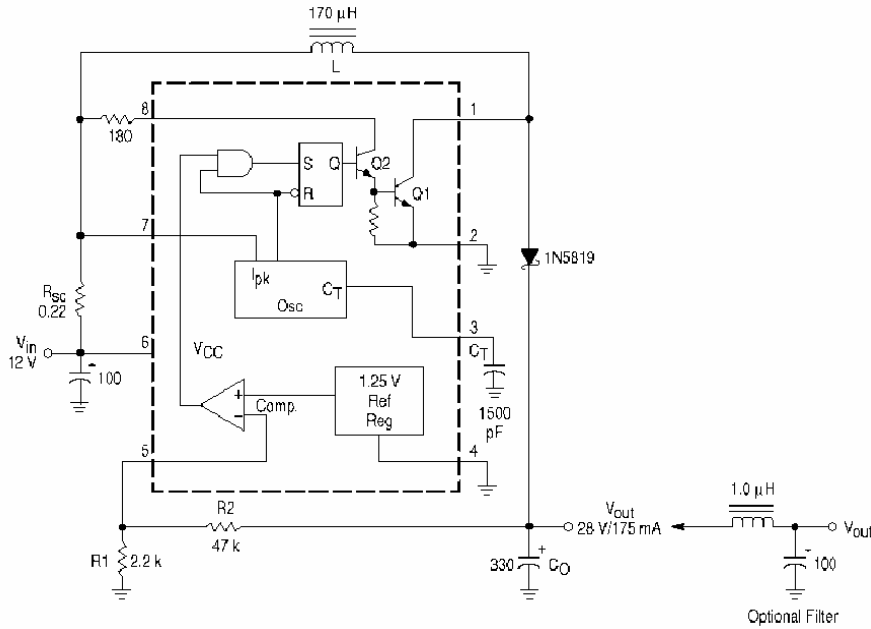 170 µH
L
8
1
180
S Q
Q2
R
Q1
7
2
1N5819
Ipk
CT
Osc
Rsc
0.22
3
Vin
12 V
6
VCC
CT
100
1.25 V
Ref
Reg
+
Comp.
−
1500
pF
5
4
1.0 µH
R2
Vout
28 V/175 mA
Vout
47 k
R1
2.2 k
330
+
CO
100
Optional Filter